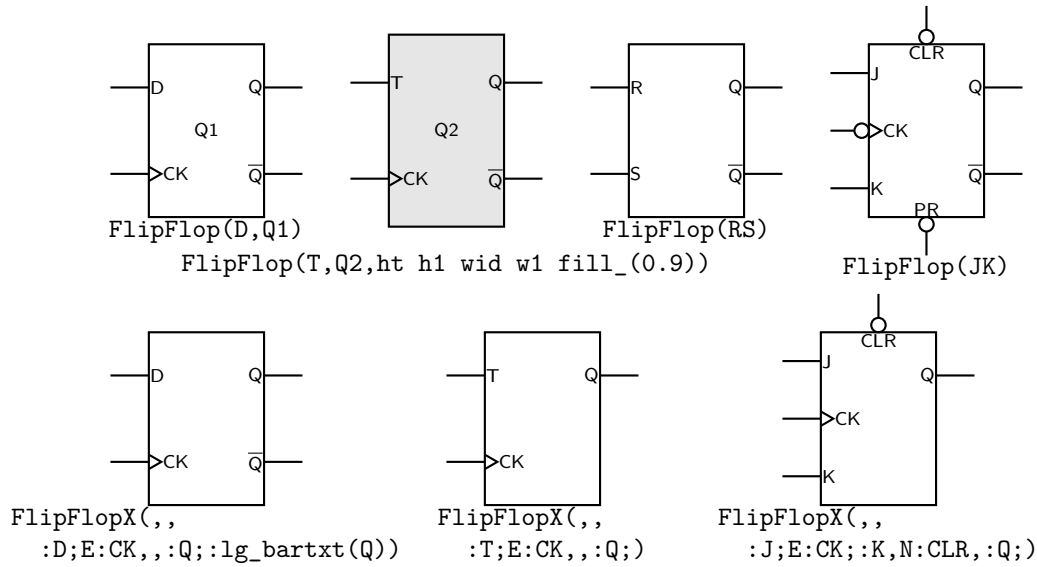 CLR
D Q T Q R Q J Q
Q1 Q2 CK
CK Q̅ CK Q̅ S Q̅ K Q̅
PR
FlipFlop(D,Q1) FlipFlop(RS)
FlipFlop(T,Q2,ht h1 wid w1 fill_(0.9)) FlipFlop(JK)
CLR
D Q T Q J Q
CK
CK Q̅ CK K
FlipFlopX(,, FlipFlopX(,, FlipFlopX(,,
:D;E:CK,,:Q;:lg_bartxt(Q)) :T;E:CK,,:Q;) :J;E:CK;:K,N:CLR,:Q;)